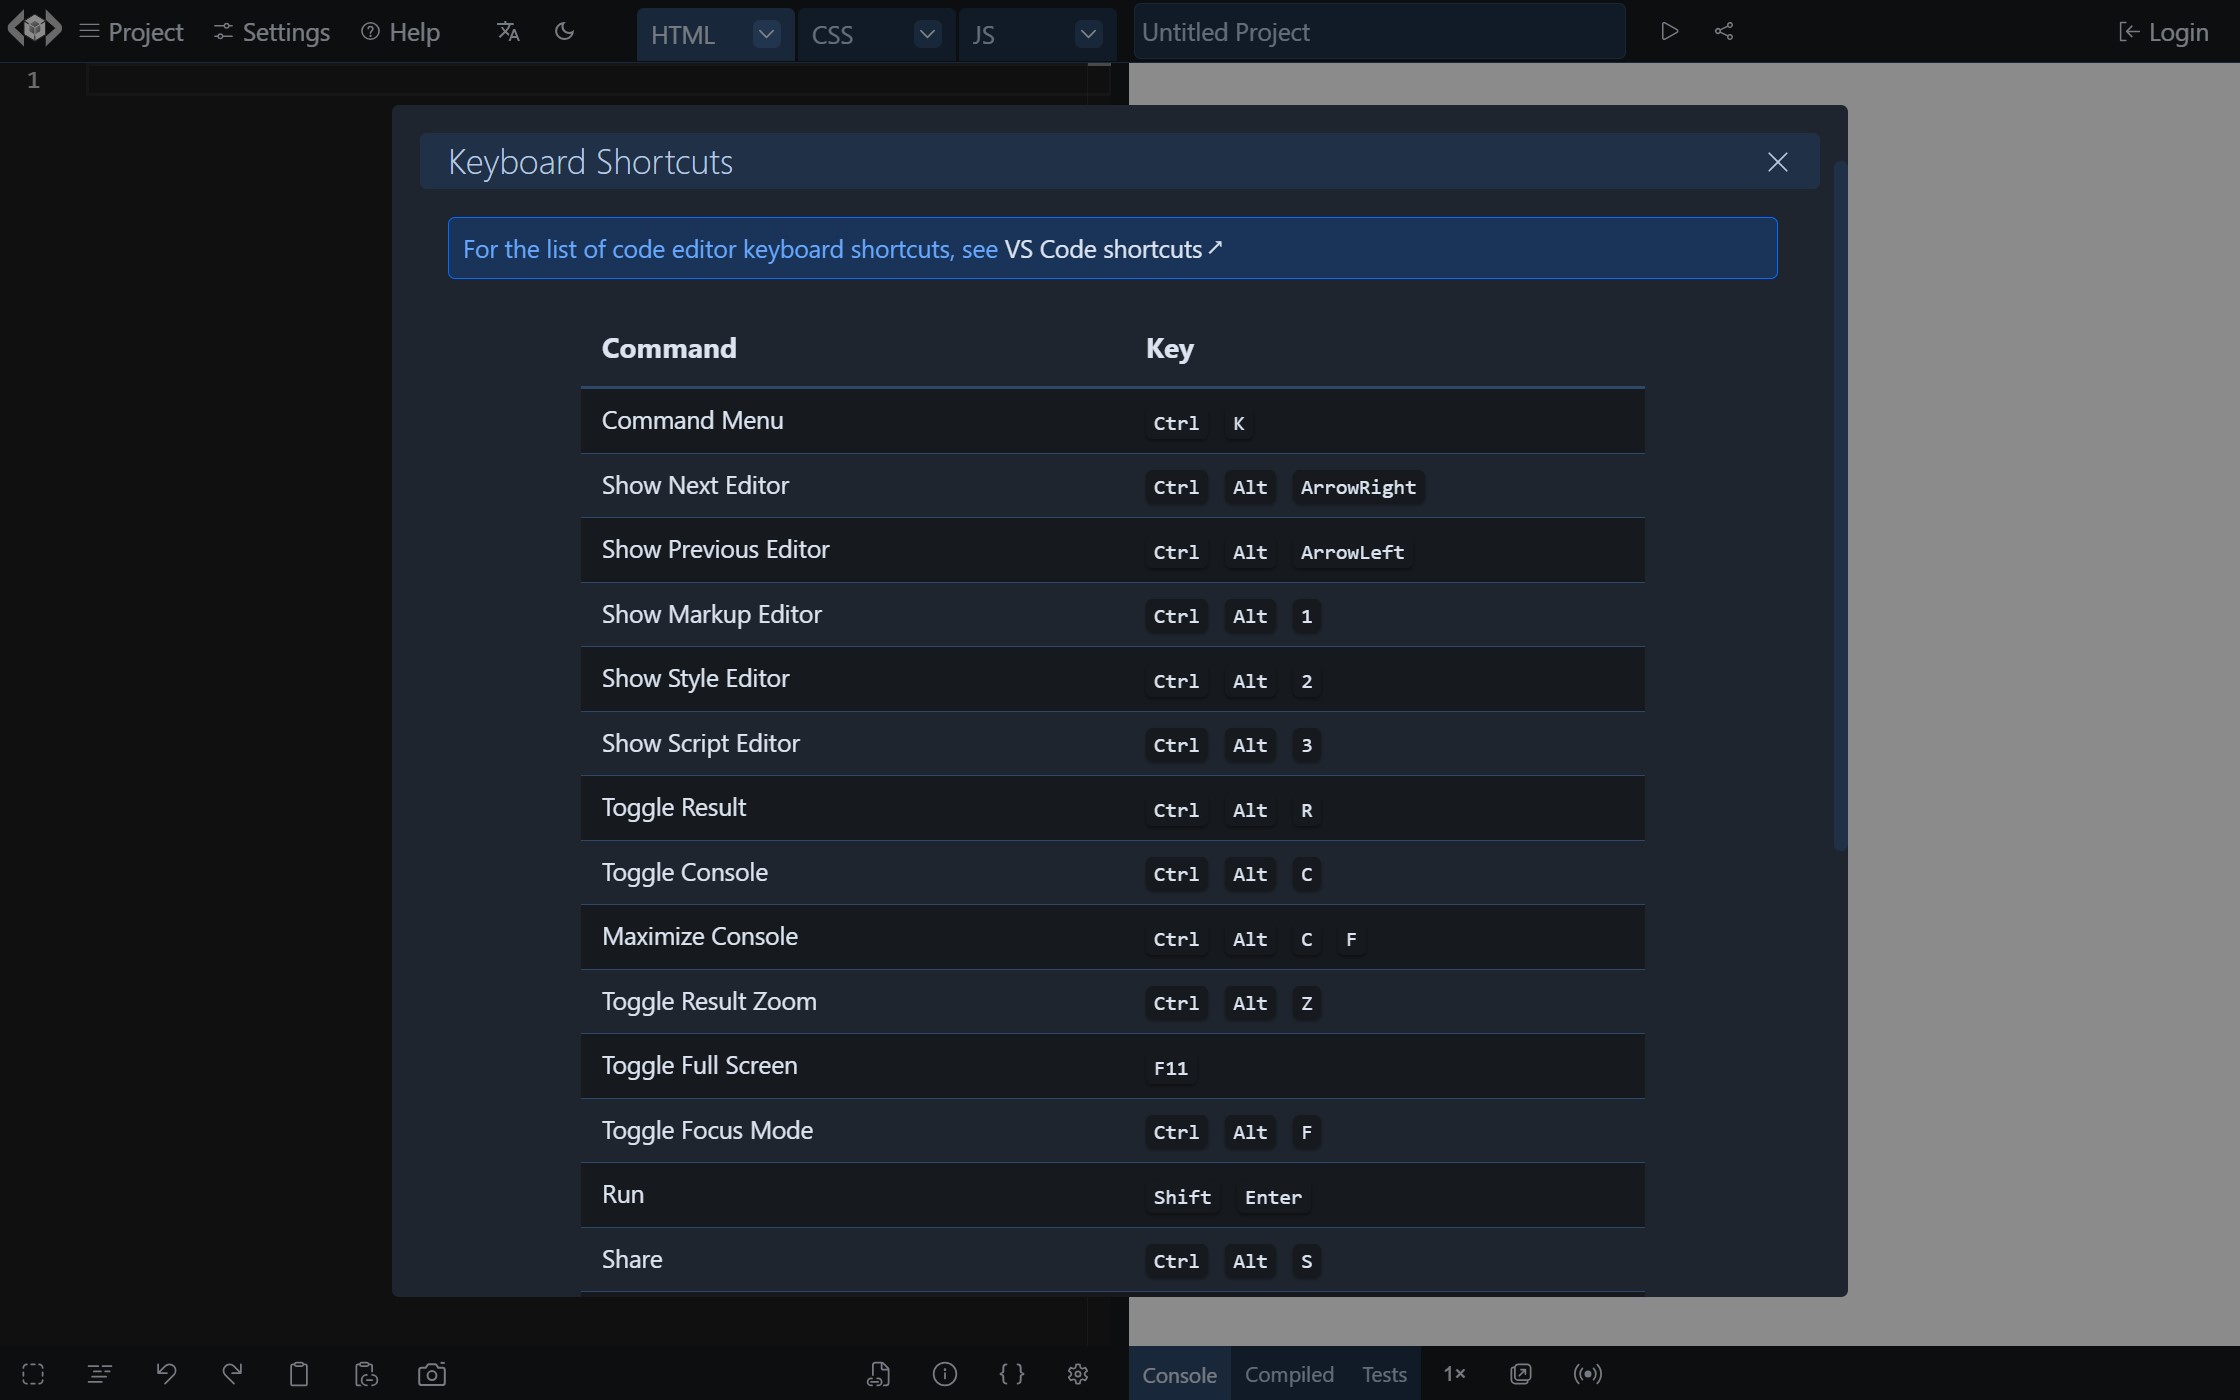 Project Settings Help HTML CSS JS Untitled Project Login
1
Keyboard Shortcuts
For the list of code editor keyboard shortcuts, see VS Code shortcuts ↗
Command Key
Command Menu Ctrl K
Show Next Editor Ctrl Alt ArrowRight
Show Previous Editor Ctrl Alt ArrowLeft
Show Markup Editor Ctrl Alt 1
Show Style Editor Ctrl Alt 2
Show Script Editor Ctrl Alt 3
Toggle Result Ctrl Alt R
Toggle Console Ctrl Alt C
Maximize Console Ctrl Alt C F
Toggle Result Zoom Ctrl Alt Z
Toggle Full Screen F11
Toggle Focus Mode Ctrl Alt F
Run Shift Enter
Share Ctrl Alt S
Console Compiled Tests 1×